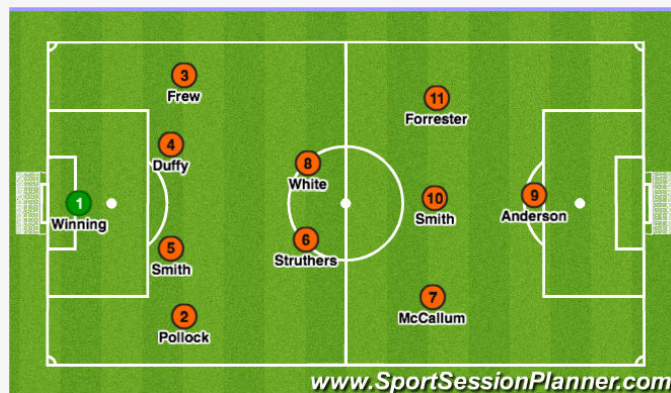 3
Frew
11
Forrester
4
Duffy
8
White
1
Winning
10
Smith
9
Anderson
6
Struthers
5
Smith
7
McCallum
2
Pollock
www.SportSessionPlanner.com